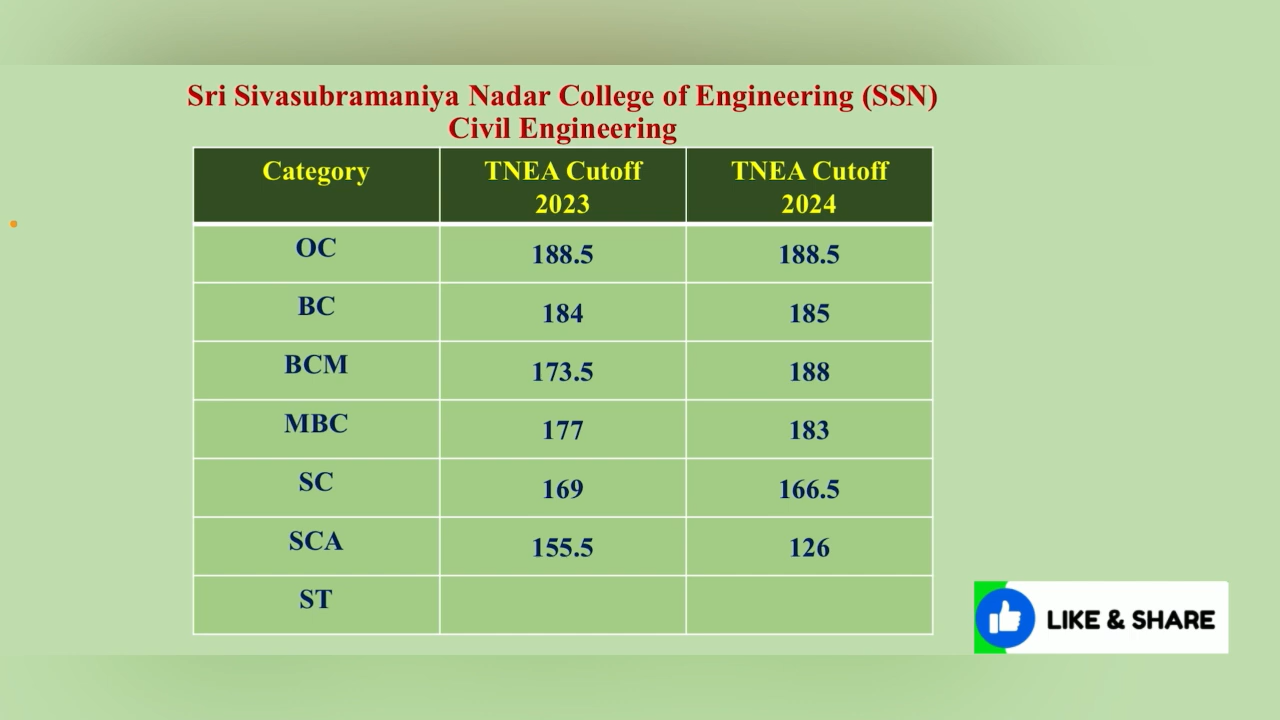 Sri Sivasubramaniya Nadar College of Engineering (SSN)
Civil Engineering
Category TNEA Cutoff 2023 TNEA Cutoff 2024
OC 188.5 188.5
BC 184 185
BCM 173.5 188
MBC 177 183
SC 169 166.5
SCA 155.5 126
ST
LIKE & SHARE